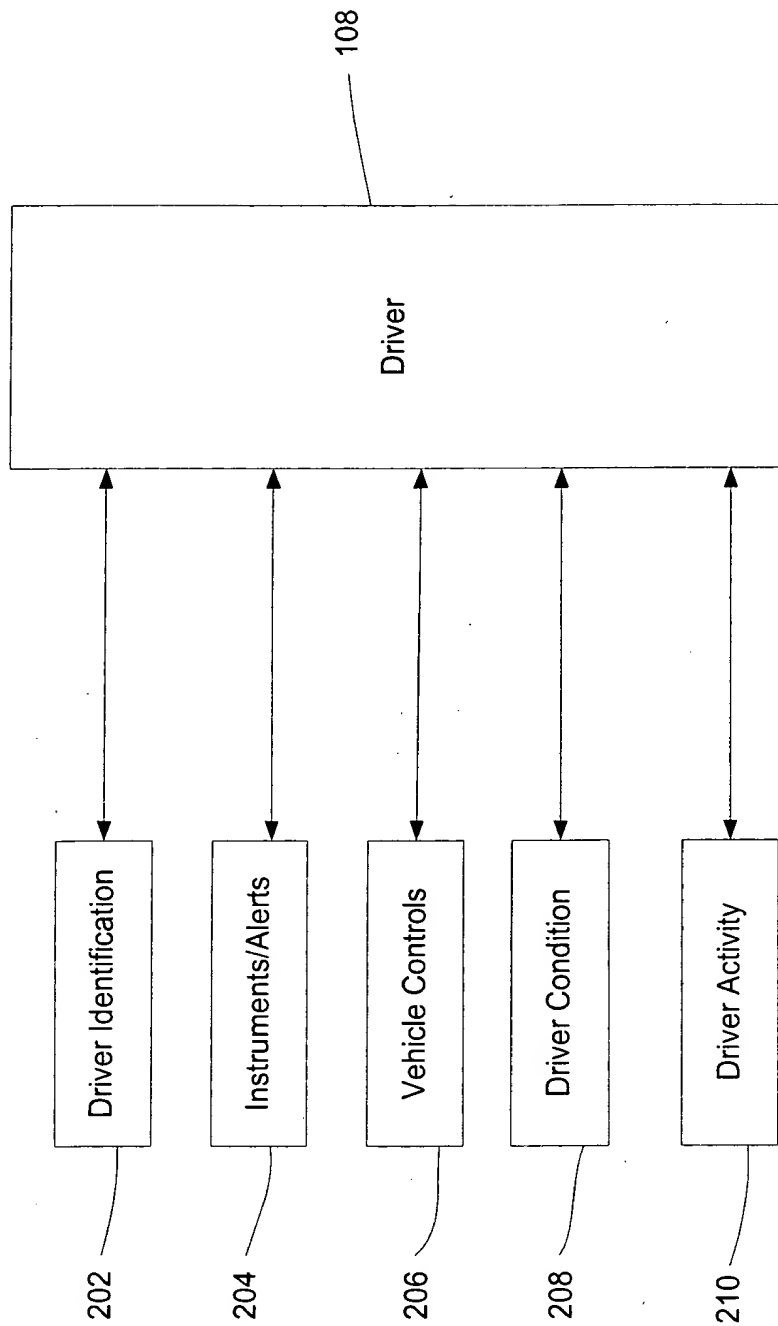 108
Driver
Driver Identification
Instruments/Alerts
Vehicle Controls
Driver Condition
Driver Activity
202
204
206
208
210